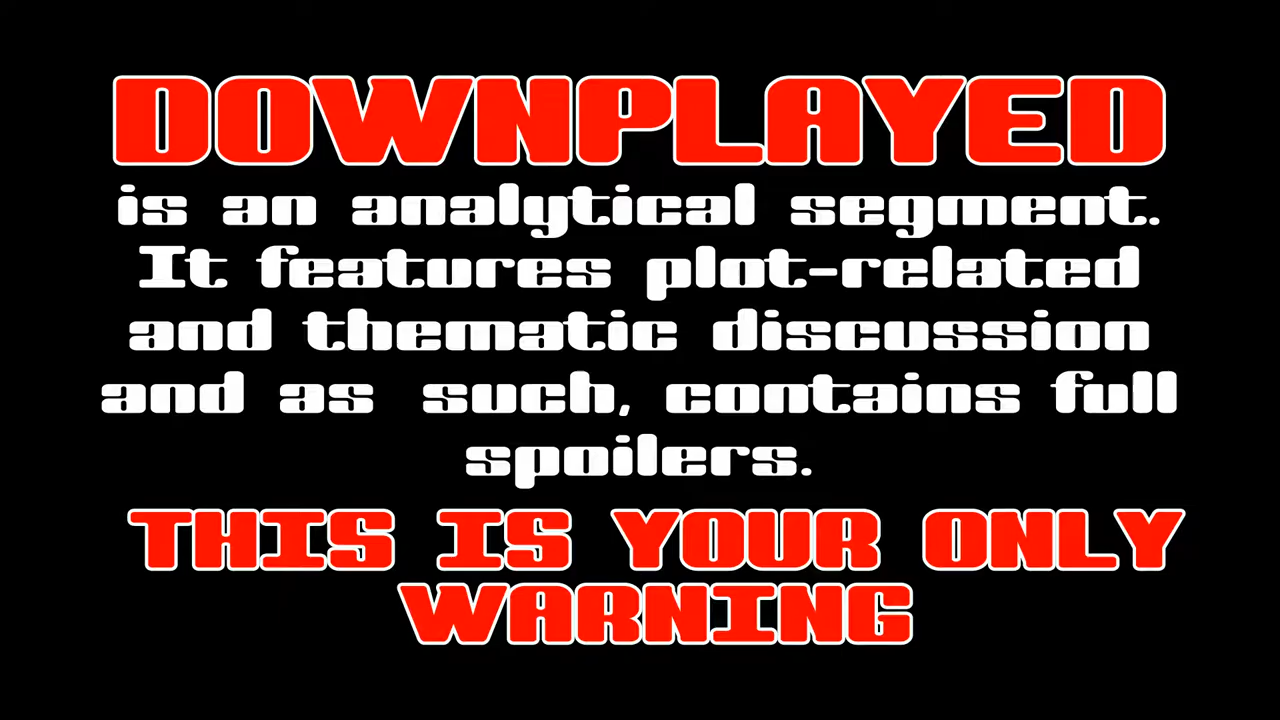 DOWNPLAYED
is an analytical segment.
It features plot-related
and thematic discussion
and as such, contains full
spoilers.
THIS IS YOUR ONLY
WARNING